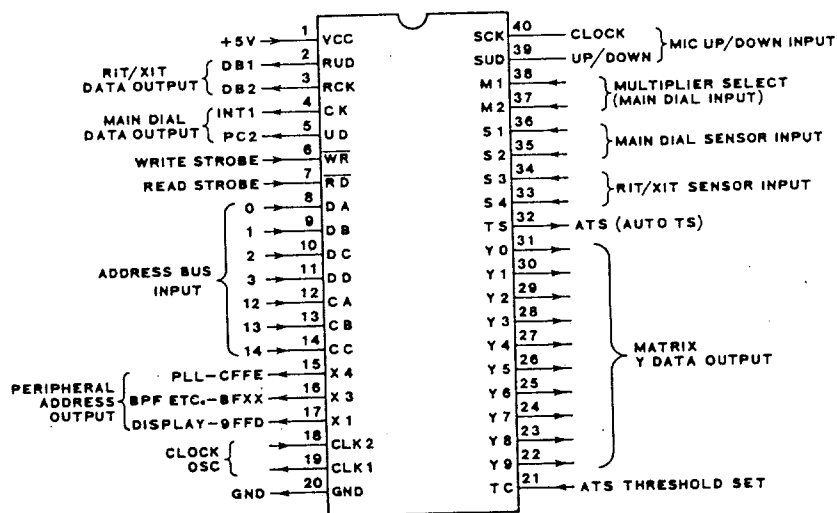 +5V 1 VCC
RIT/XIT DATA OUTPUT
DB1 2 RUD
DB2 3 RCK
MAIN DIAL DATA OUTPUT
INT1 4 CK
PC2 5 UD
WRITE STROBE 6 WR
READ STROBE 7 RD
ADDRESS BUS INPUT
0 8 DA
1 9 DB
2 10 DC
3 11 DD
12 12 CA
13 13 CB
14 14 CC
PERIPHERAL ADDRESS OUTPUT
PLL-CFFE 15 X4
BPF ETC.-BFXX 16 X3
DISPLAY-9FFD 17 X1
CLOCK OSC
18 CLK2
19 CLK1
GND 20 GND
SCK 40 CLOCK
SUD 39 UP/DOWN
MIC UP/DOWN INPUT
M1 38
M2 37
MULTIPLIER SELECT
(MAIN DIAL INPUT)
S1 36
S2 35
MAIN DIAL SENSOR INPUT
S3 34
S4 33
RIT/XIT SENSOR INPUT
TS 32 ATS (AUTO TS)
Y0 31
Y1 30
Y2 29
Y3 28
Y4 27
Y5 26
Y6 25
Y7 24
Y8 23
Y9 22
MATRIX
Y DATA OUTPUT
TC 21 ATS THRESHOLD SET